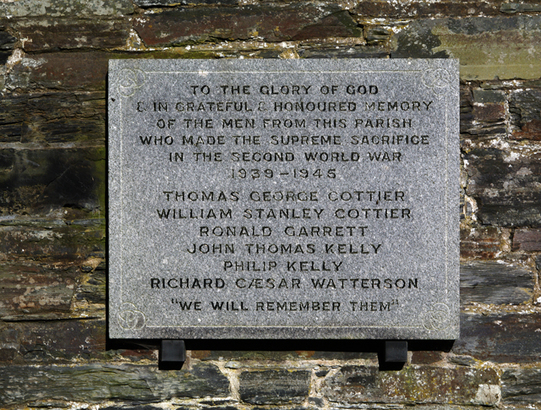 TO THE GLORY OF GOD
& IN GRATEFUL & HONOURED MEMORY
OF THE MEN FROM THIS PARISH
WHO MADE THE SUPREME SACRIFICE
IN THE SECOND WORLD WAR
1939–1945
THOMAS GEORGE COTTIER
WILLIAM STANLEY COTTIER
RONALD GARRETT
JOHN THOMAS KELLY
PHILIP KELLY
RICHARD CÆSAR WATTERSON
"WE WILL REMEMBER THEM"